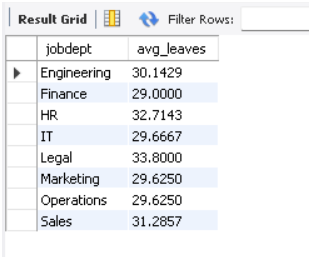 Result Grid Filter Rows:
jobdept avg_leaves
Engineering 30.1429
Finance 29.0000
HR 32.7143
IT 29.6667
Legal 33.8000
Marketing 29.6250
Operations 29.6250
Sales 31.2857